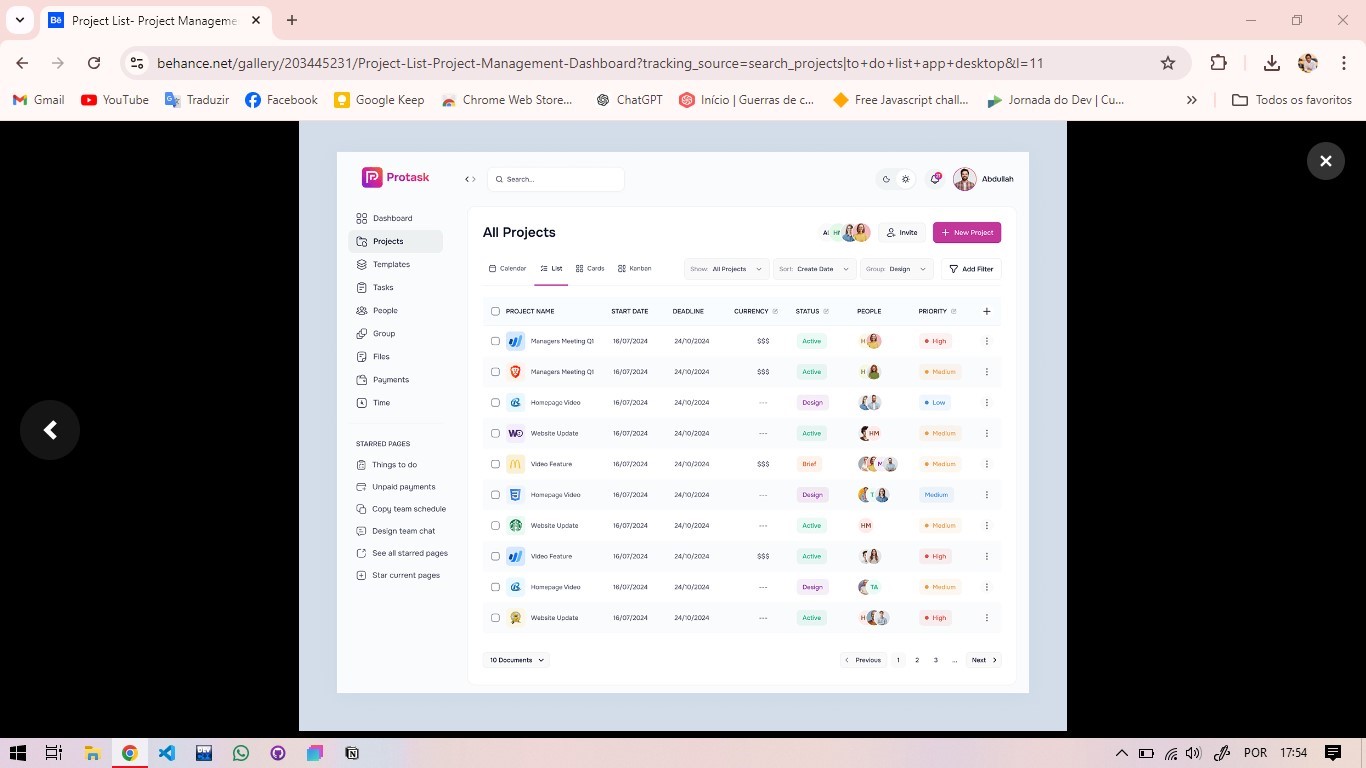 Project List- Project Manageme
behance.net/gallery/203445231/Project-List-Project-Management-Dashboard?tracking_source=search_projects|to+do+list+app+desktop&l=11
Gmail YouTube Traduzir Facebook Google Keep Chrome Web Store... ChatGPT Início | Guerras de c... Free Javascript chall... Jornada do Dev | Cu... Todos os favoritos
Protask Search... Abdullah
Dashboard
Projects
Templates
Tasks
People
Group
Files
Payments
Time
STARRED PAGES
Things to do
Unpaid payments
Copy team schedule
Design team chat
See all starred pages
Star current pages
All Projects Invite New Project
Calendar List Cards Kanban Show: All Projects Sort: Create Date Group: Design Add Filter
PROJECT NAME START DATE DEADLINE CURRENCY STATUS PEOPLE PRIORITY
Managers Meeting Q1 16/07/2024 24/10/2024 $$$ Active H High
Managers Meeting Q1 16/07/2024 24/10/2024 $$$ Active H Medium
Homepage Video 16/07/2024 24/10/2024 --- Design Low
Website Update 16/07/2024 24/10/2024 --- Active HM Medium
Video Feature 16/07/2024 24/10/2024 $$$ Brief M Medium
Homepage Video 16/07/2024 24/10/2024 --- Design T Medium
Website Update 16/07/2024 24/10/2024 --- Active HM Medium
Video Feature 16/07/2024 24/10/2024 $$$ Active High
Homepage Video 16/07/2024 24/10/2024 --- Design TA Medium
Website Update 16/07/2024 24/10/2024 --- Active H High
10 Documents Previous 1 2 3 ... Next
POR 17:54